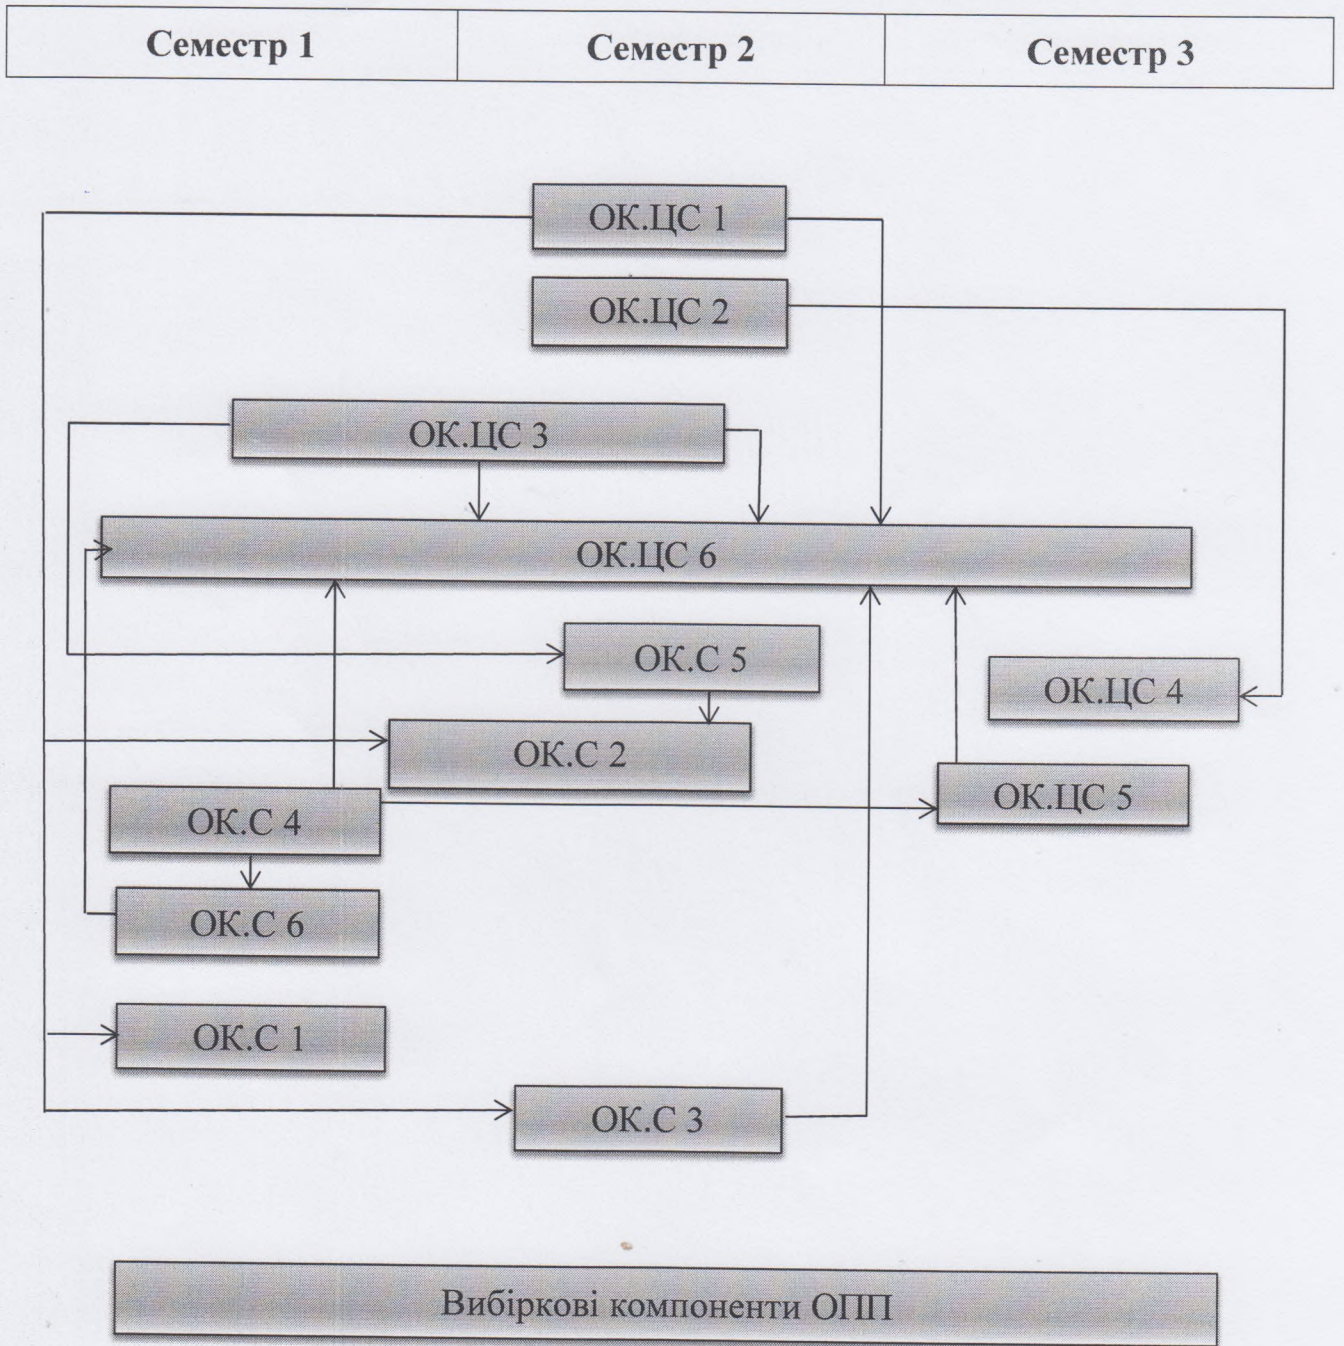 Семестр 1
Семестр 2
Семестр 3
ОК.ЦС 1
ОК.ЦС 2
ОК.ЦС 3
ОК.ЦС 6
ОК.С 5
ОК.ЦС 4
ОК.С 2
ОК.ЦС 5
ОК.С 4
ОК.С 6
ОК.С 1
ОК.С 3
Вибіркові компоненти ОПП